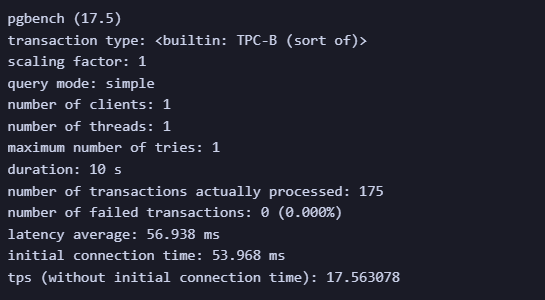 pgbench (17.5)
transaction type: <builtin: TPC-B (sort of)>
scaling factor: 1
query mode: simple
number of clients: 1
number of threads: 1
maximum number of tries: 1
duration: 10 s
number of transactions actually processed: 175
number of failed transactions: 0 (0.000%)
latency average: 56.938 ms
initial connection time: 53.968 ms
tps (without initial connection time): 17.563078